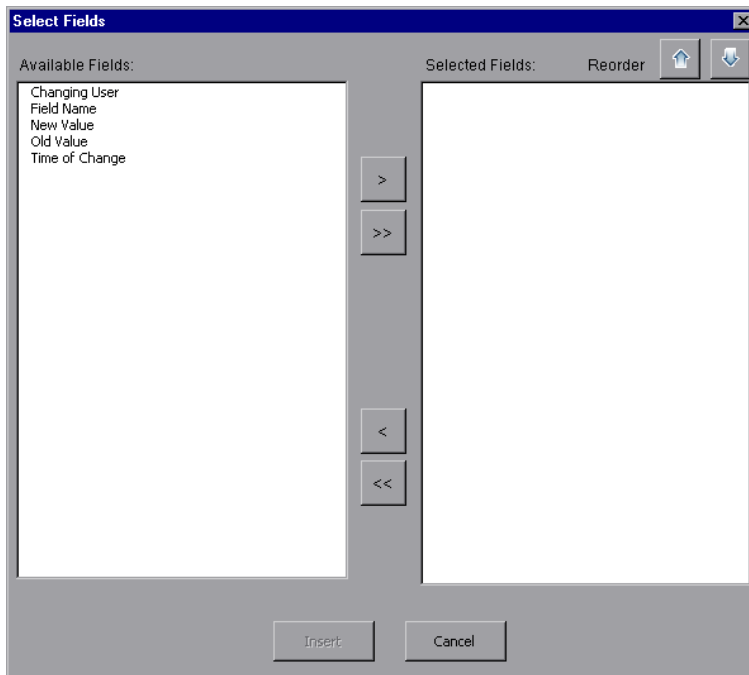 Select Fields
Available Fields:
Selected Fields:
Reorder
Changing User
Field Name
New Value
Old Value
Time of Change
>
>>
<
<<
Insert
Cancel